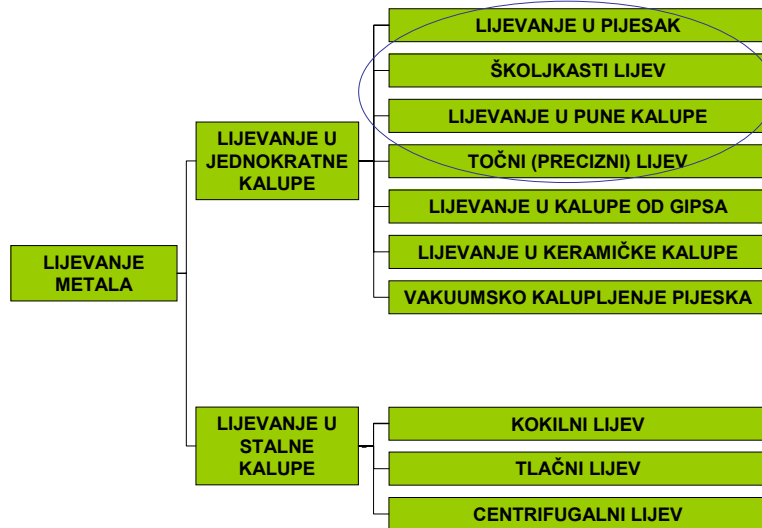 LIJEVANJE METALA
LIJEVANJE U
JEDNOKRATNE
KALUPE
LIJEVANJE U PIJESAK
ŠKOLJKASTI LIJEV
LIJEVANJE U PUNE KALUPE
TOČNI (PRECIZNI) LIJEV
LIJEVANJE U KALUPE OD GIPSA
LIJEVANJE U KERAMIČKE KALUPE
VAKUUMSKO KALUPLJENJE PIJESKA
LIJEVANJE U
STALNE
KALUPE
KOKILNI LIJEV
TLAČNI LIJEV
CENTRIFUGALNI LIJEV